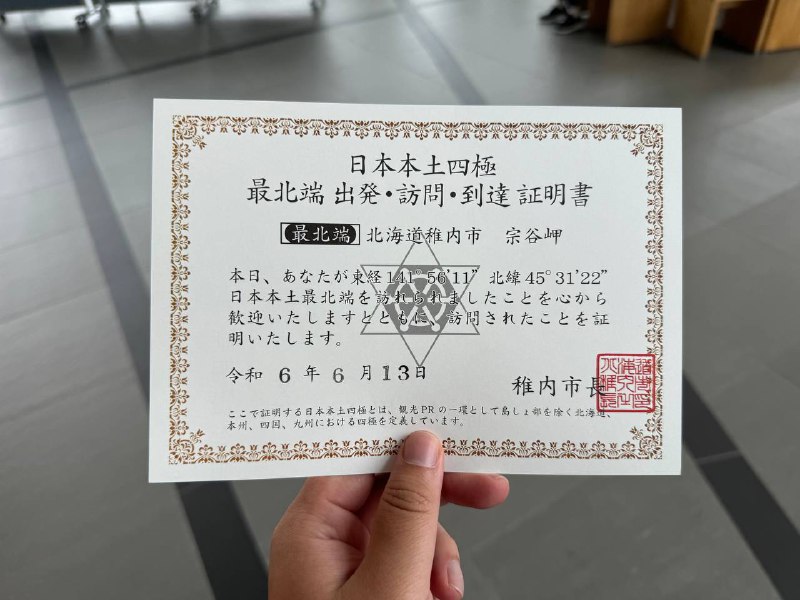 日本本土四極
最北端 出発・訪問・到達 証明書
最北端 北海道稚内市 宗谷岬
本日、あなたが東経141°56'11” 北緯45°31'22”
日本本土最北端を訪れられましたことを心から
歓迎いたしますとともに、訪問されたことを証
明いたします。
令和 6 年 6 月 13日
稚内市長
ここで証明する日本本土四極とは、観光PRの一環として島しょ部を除く北海道、
本州、四国、九州における四極を定義しています。